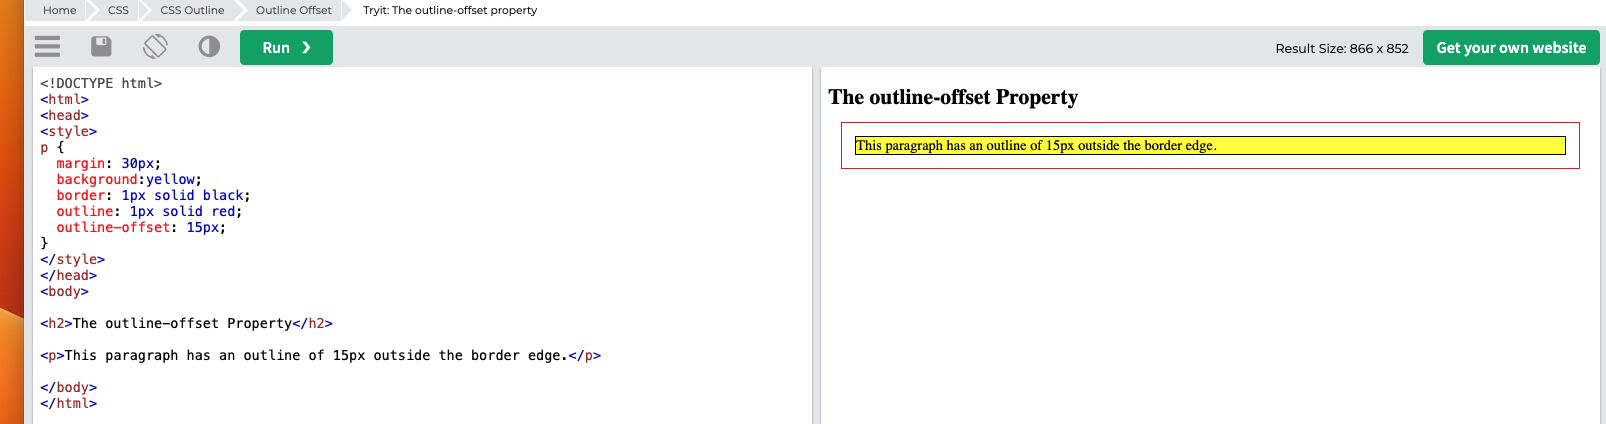 Home CSS CSS Outline Outline Offset Tryit: The outline-offset property
Run ❯
Result Size: 866 x 852
Get your own website
<!DOCTYPE html>
<html>
<head>
<style>
p {
  margin: 30px;
  background:yellow;
  border: 1px solid black;
  outline: 1px solid red;
  outline-offset: 15px;
}
</style>
</head>
<body>

<h2>The outline-offset Property</h2>

<p>This paragraph has an outline of 15px outside the border edge.</p>

</body>
</html>
The outline-offset Property
This paragraph has an outline of 15px outside the border edge.